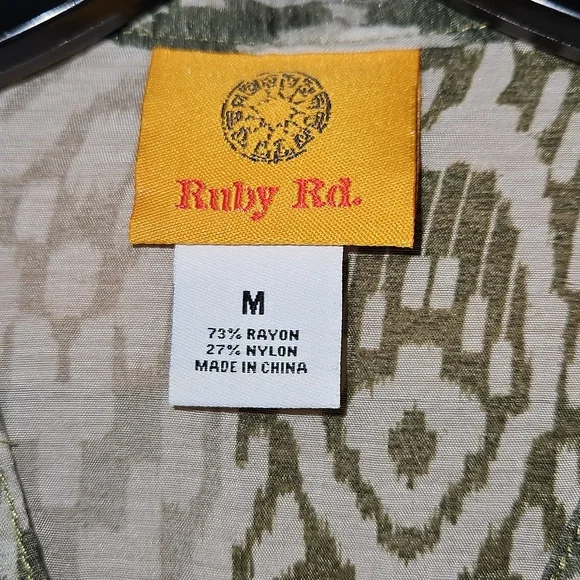 Ruby Rd.
M
73% RAYON
27% NYLON
MADE IN CHINA